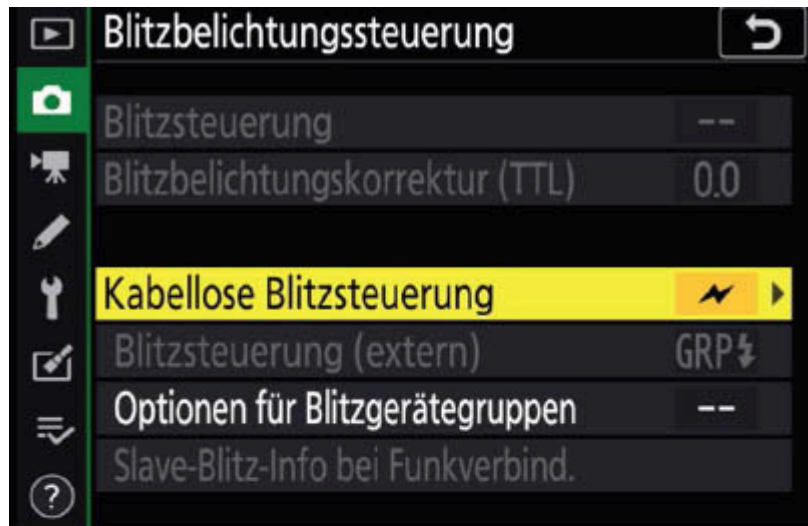 Blitzbelichtungssteuerung
Blitzsteuerung --
Blitzbelichtungskorrektur (TTL) 0.0
Kabellose Blitzsteuerung
Blitzsteuerung (extern) GRP
Optionen für Blitzgerätegruppen --
Slave-Blitz-Info bei Funkverbind.
?